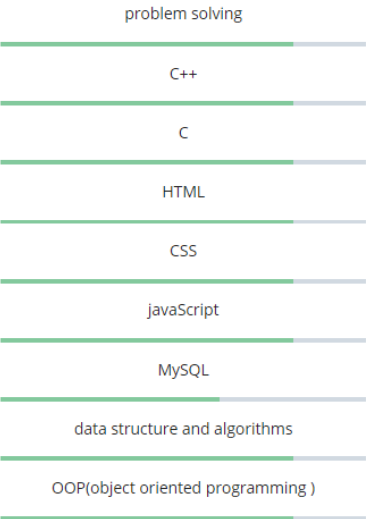 problem solving
C++
C
HTML
CSS
javaScript
MySQL
data structure and algorithms
OOP(object oriented programming )